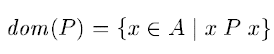 dom(P) = {x ∈ A | x P x}